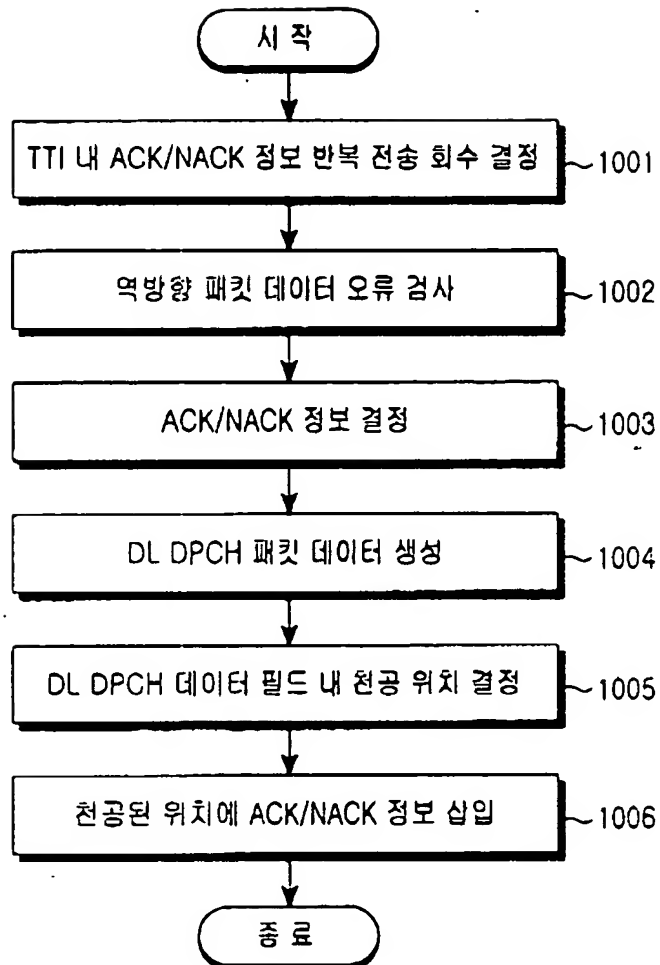 시 작
TTI 내 ACK/NACK 정보 반복 전송 회수 결정 ~1001
역방향 패킷 데이터 오류 검사 ~1002
ACK/NACK 정보 결정 ~1003
DL DPCH 패킷 데이터 생성 ~1004
DL DPCH 데이터 필드 내 천공 위치 결정 ~1005
천공된 위치에 ACK/NACK 정보 삽입 ~1006
종 료